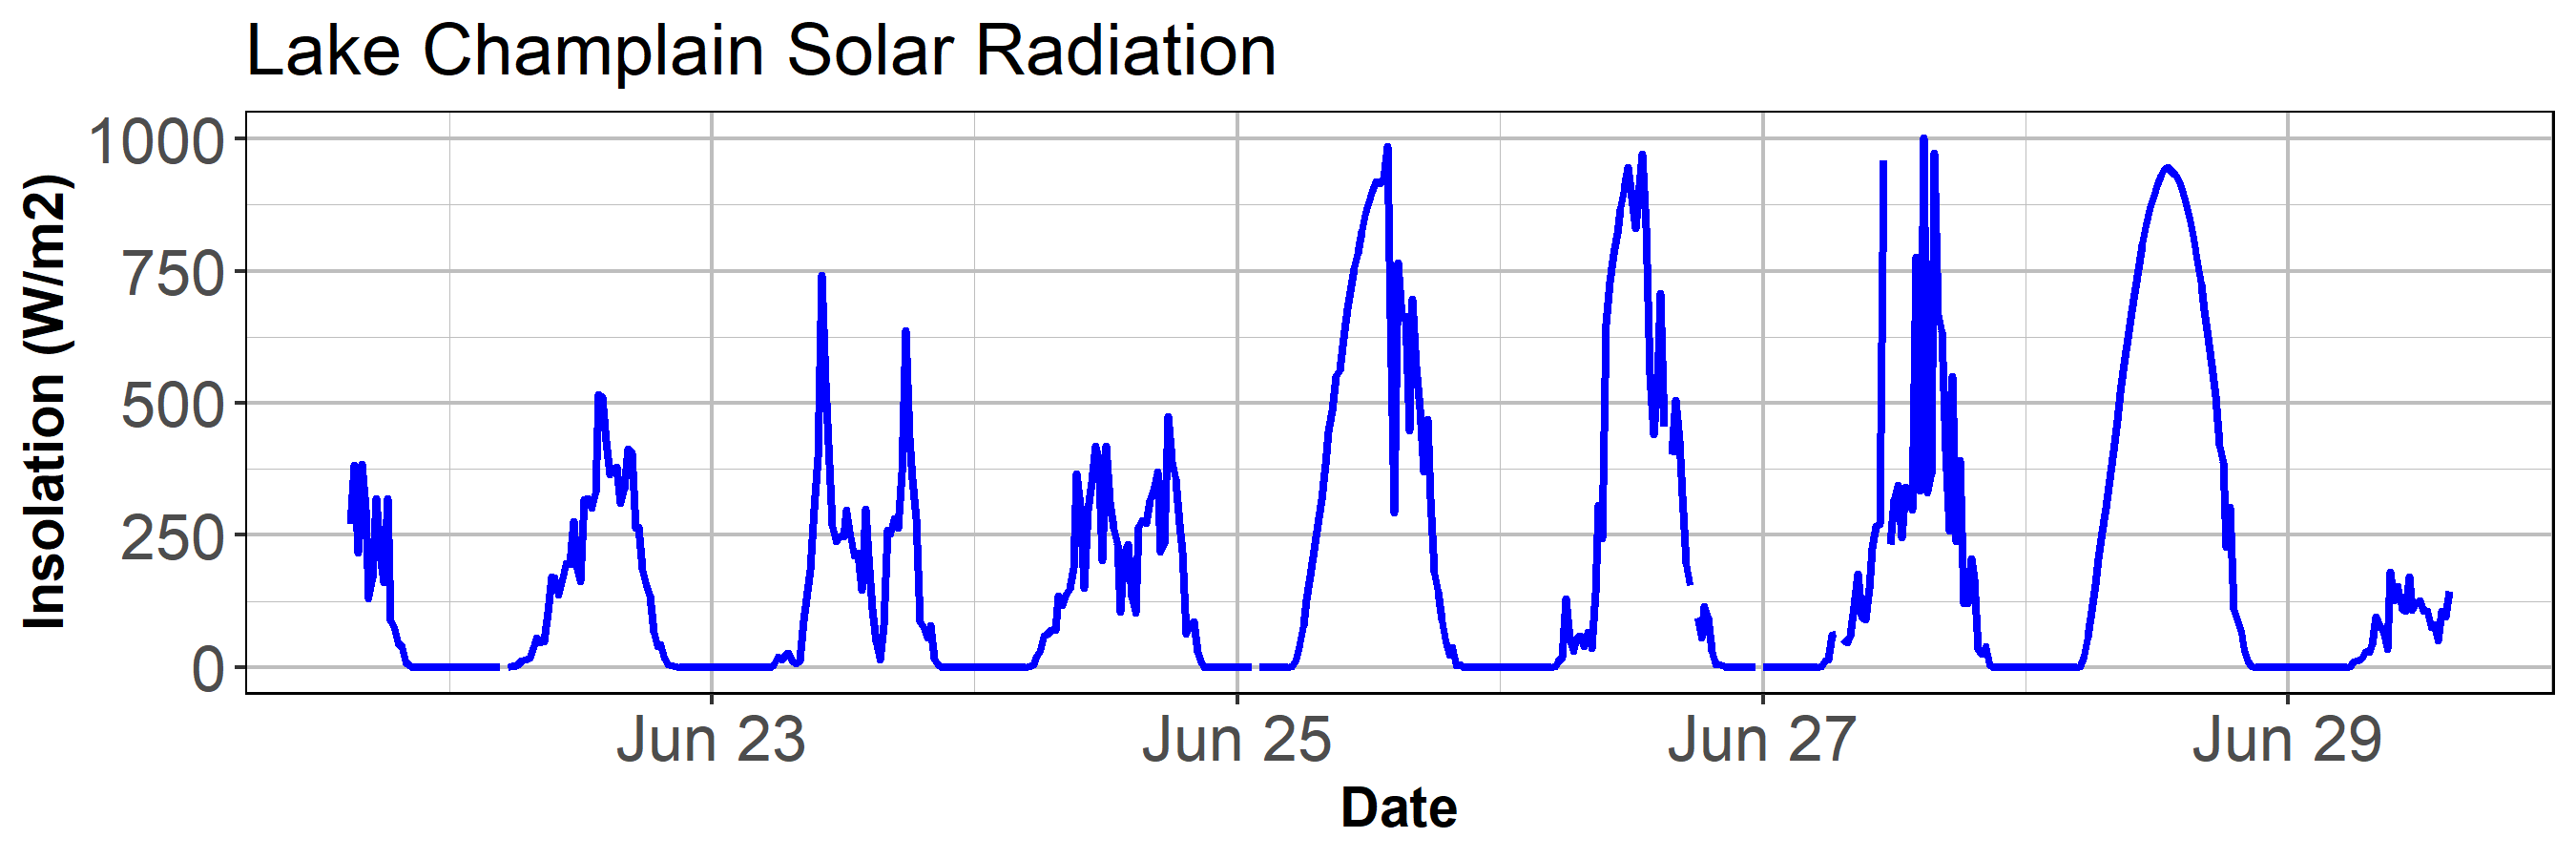 Lake Champlain Solar Radiation
Insolation (W/m2)
1000
750
500
250
0
Jun 23 Jun 25 Jun 27 Jun 29
Date